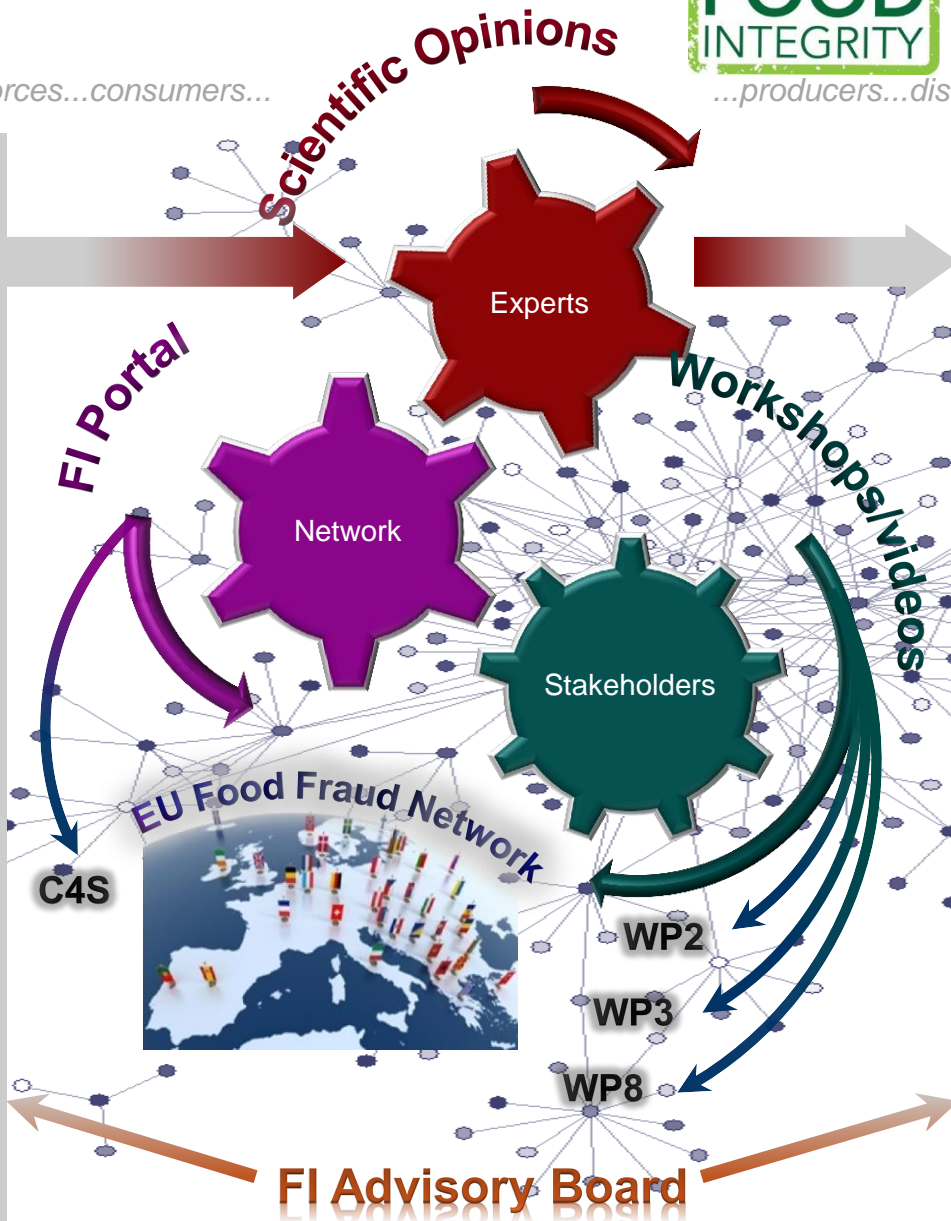 FOOD
INTEGRITY
Scientific Opinions
...consumers...
...producers...
Experts
FI Portal
Workshops/videos
Network
Stakeholders
EU Food Fraud Network
C4S
WP2
WP3
WP8
FI Advisory Board